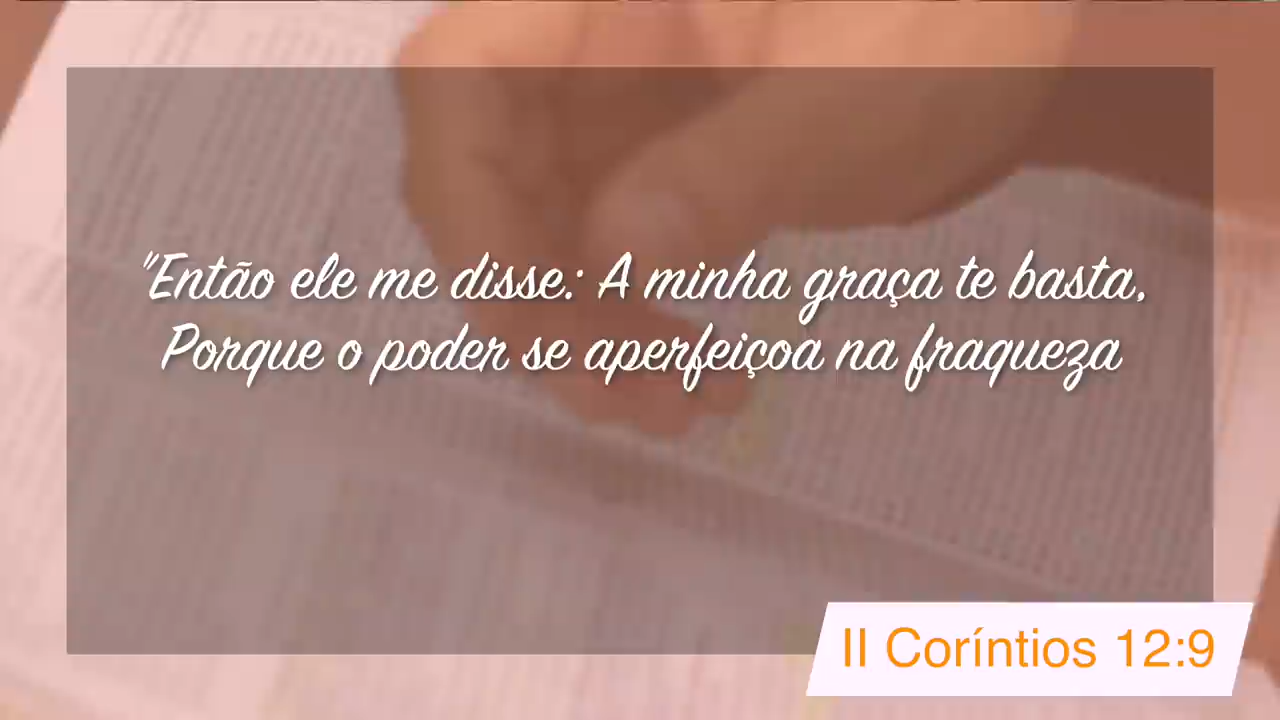 "Então ele me disse: A minha graça te basta,
Porque o poder se aperfeiçoa na fraqueza
II Coríntios 12:9